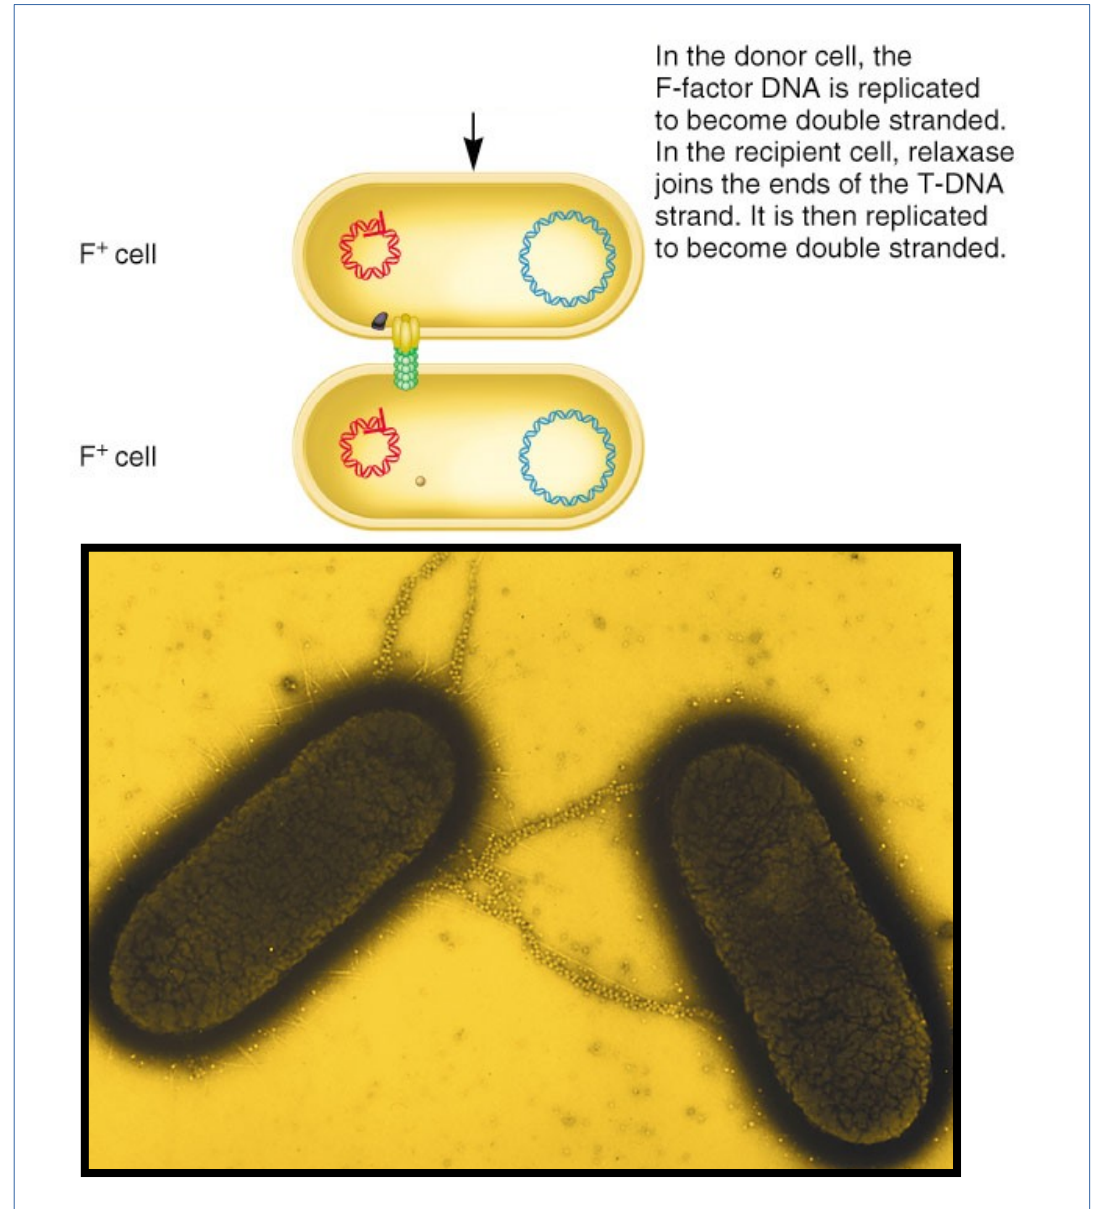 In the donor cell, the
F-factor DNA is replicated
to become double stranded.
In the recipient cell, relaxase
joins the ends of the T-DNA
strand. It is then replicated
to become double stranded.
F⁺ cell
F⁺ cell